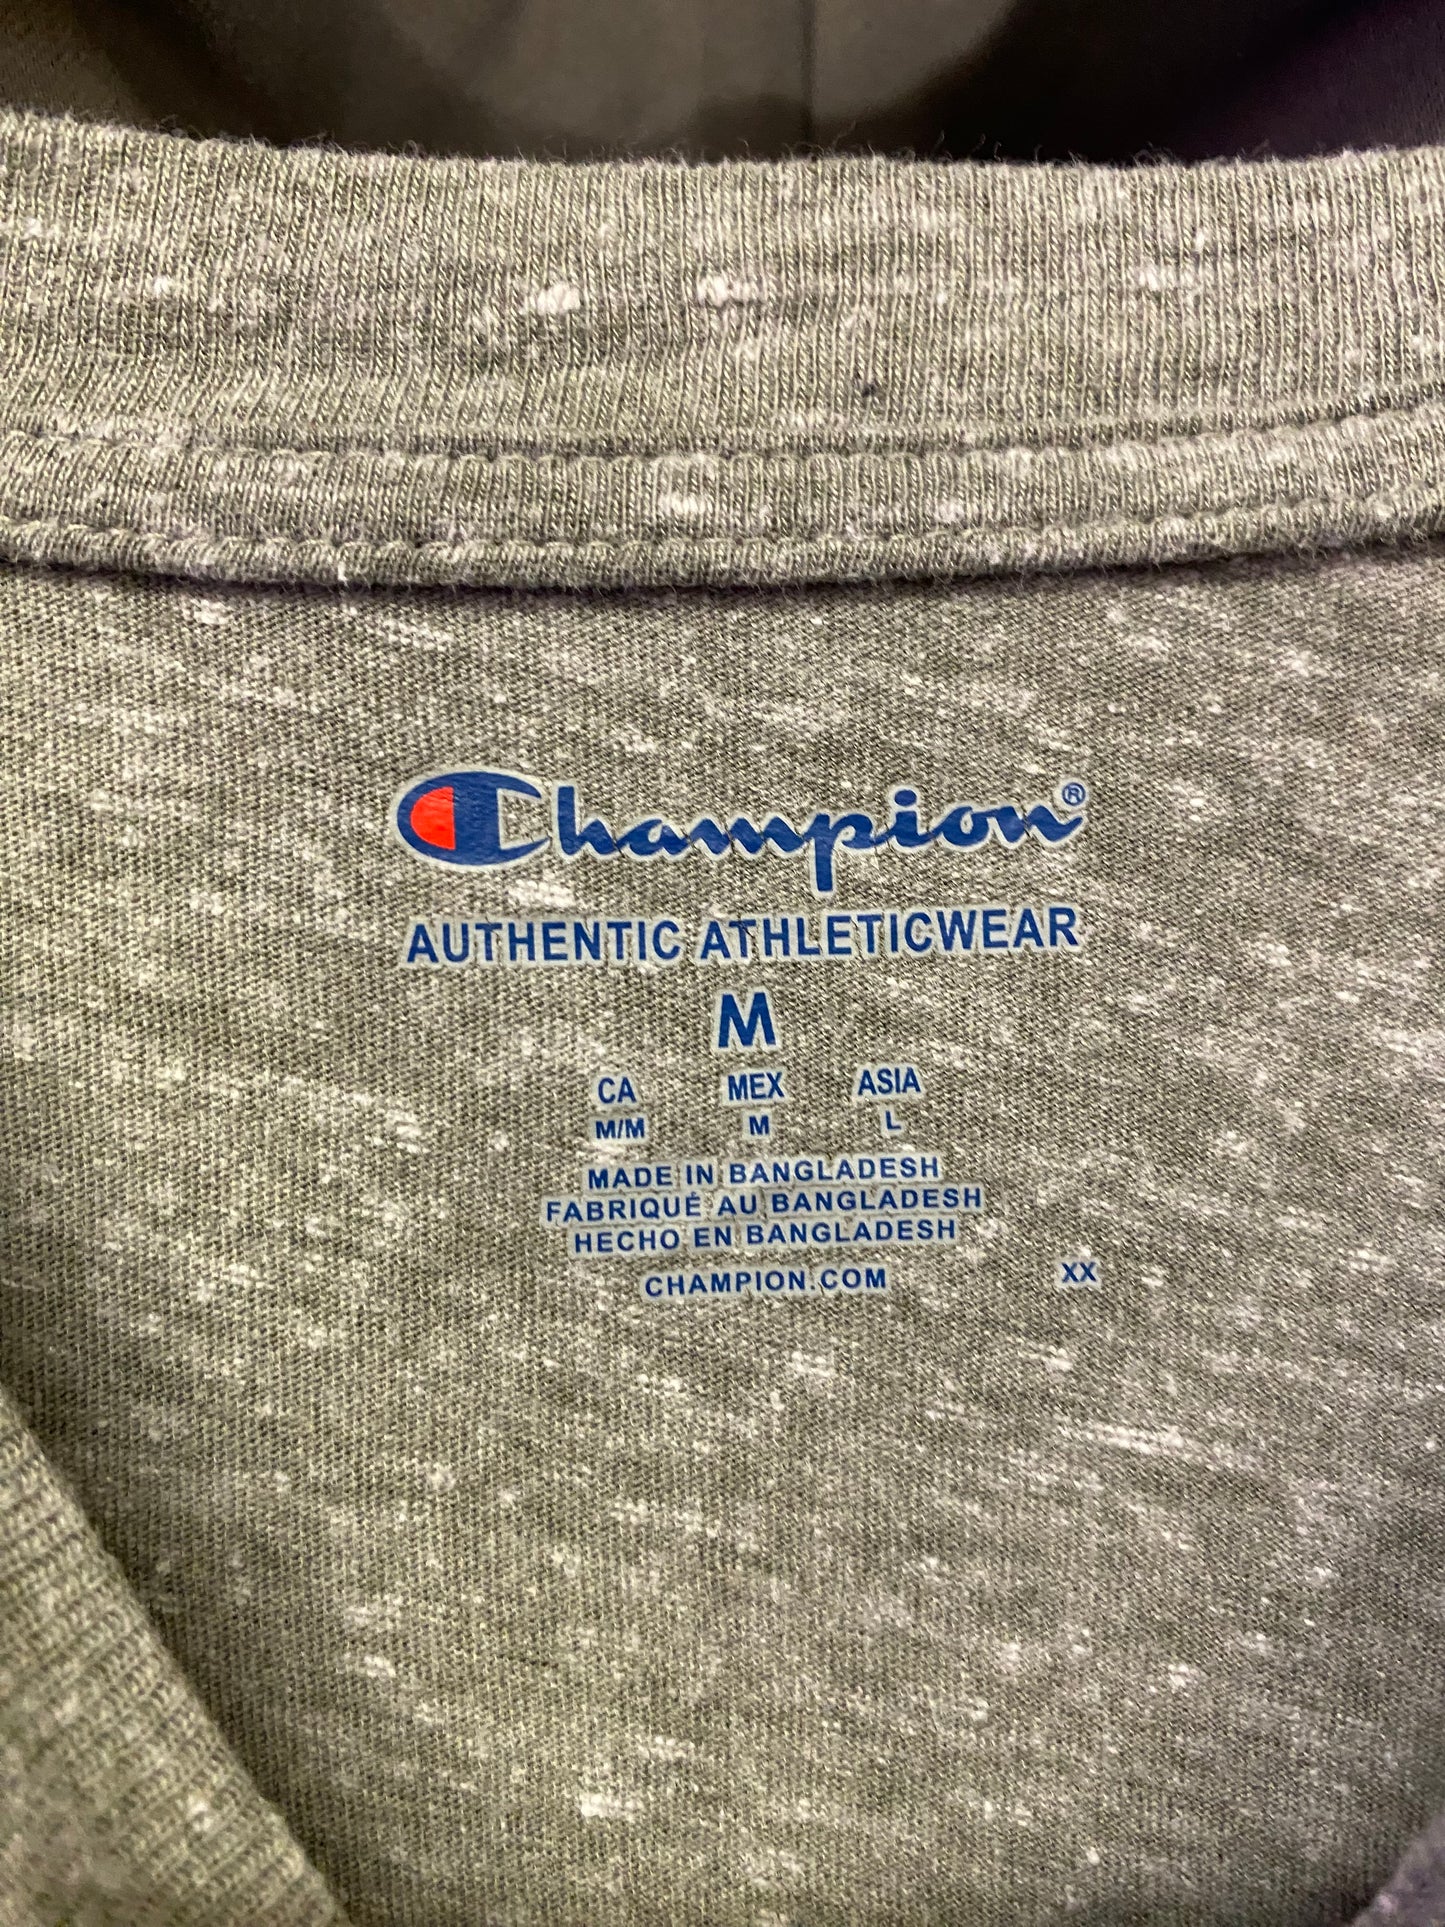 Champion®
AUTHENTIC ATHLETICWEAR
M
CA MEX ASIA
M/M M L
MADE IN BANGLADESH
FABRIQUÉ AU BANGLADESH
HECHO EN BANGLADESH
CHAMPION.COM XX